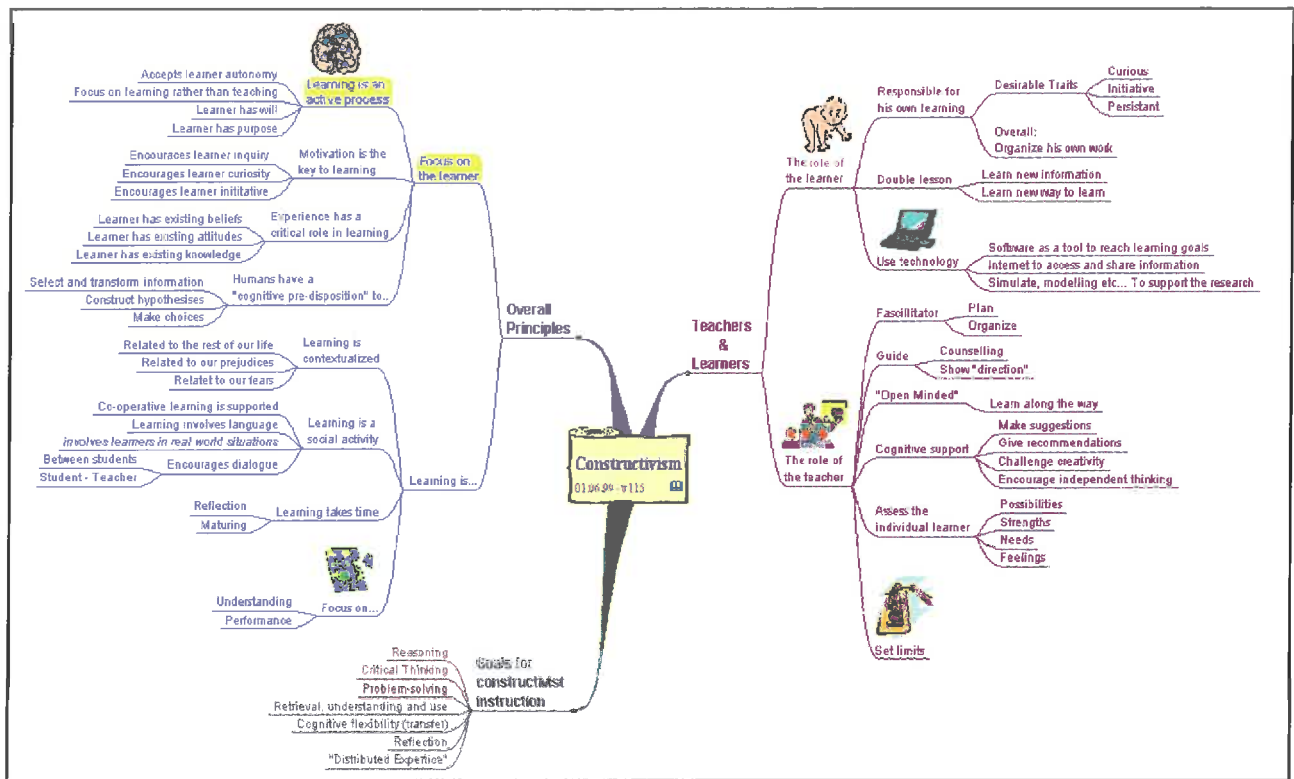 Constructivism
01.06.99 - v115
Overall
Principles
Focus on
the learner
Learning is an
active process
Accepts learner autonomy
Focus on learning rather than teaching
Learner has will
Learner has purpose
Motivation is the
key to learning
Encouraces learner inquiry
Encourages learner curiosity
Encourages learner inititative
Experience has a
critical role in learning
Learner has existing beliefs
Learner has existing attitudes
Learner has existing knowledge
Humans have a
"cognitive pre-disposition" to...
Select and transform information
Construct hypothesises
Make choices
Learning is...
Learning is
contextualized
Related to the rest of our life
Related to our prejudices
Relatet to our fears
Learning is a
social activity
Co-operative learning is supported
Learning involves language
involves learners in real world situations
Encourages dialogue
Between students
Student - Teacher
Learning takes time
Reflection
Maturing
Focus on...
Understanding
Performance
Goals for
constructivist
instruction
Reasoning
Critical Thinking
Problem-solving
Retrieval, understanding and use
Cognitive flexibility (transfer)
Reflection
"Distributed Expertice"
Teachers
&
Learners
The role of
the learner
Responsible for
his own learning
Desirable Traits
Curious
Initiative
Persistant
Overall:
Organize his own work
Double lesson
Learn new information
Learn new way to learn
Use technology
Software as a tool to reach learning goals
Internet to access and share information
Simulate, modelling etc... To support the research
The role of
the teacher
Fascillitator
Plan
Organize
Guide
Counselling
Show "direction"
"Open Minded"
Learn along the way
Cognitive support
Make suggestions
Give recommendations
Challenge creativity
Encourage independent thinking
Assess the
individual learner
Possibilities
Strengths
Needs
Feelings
Set limits